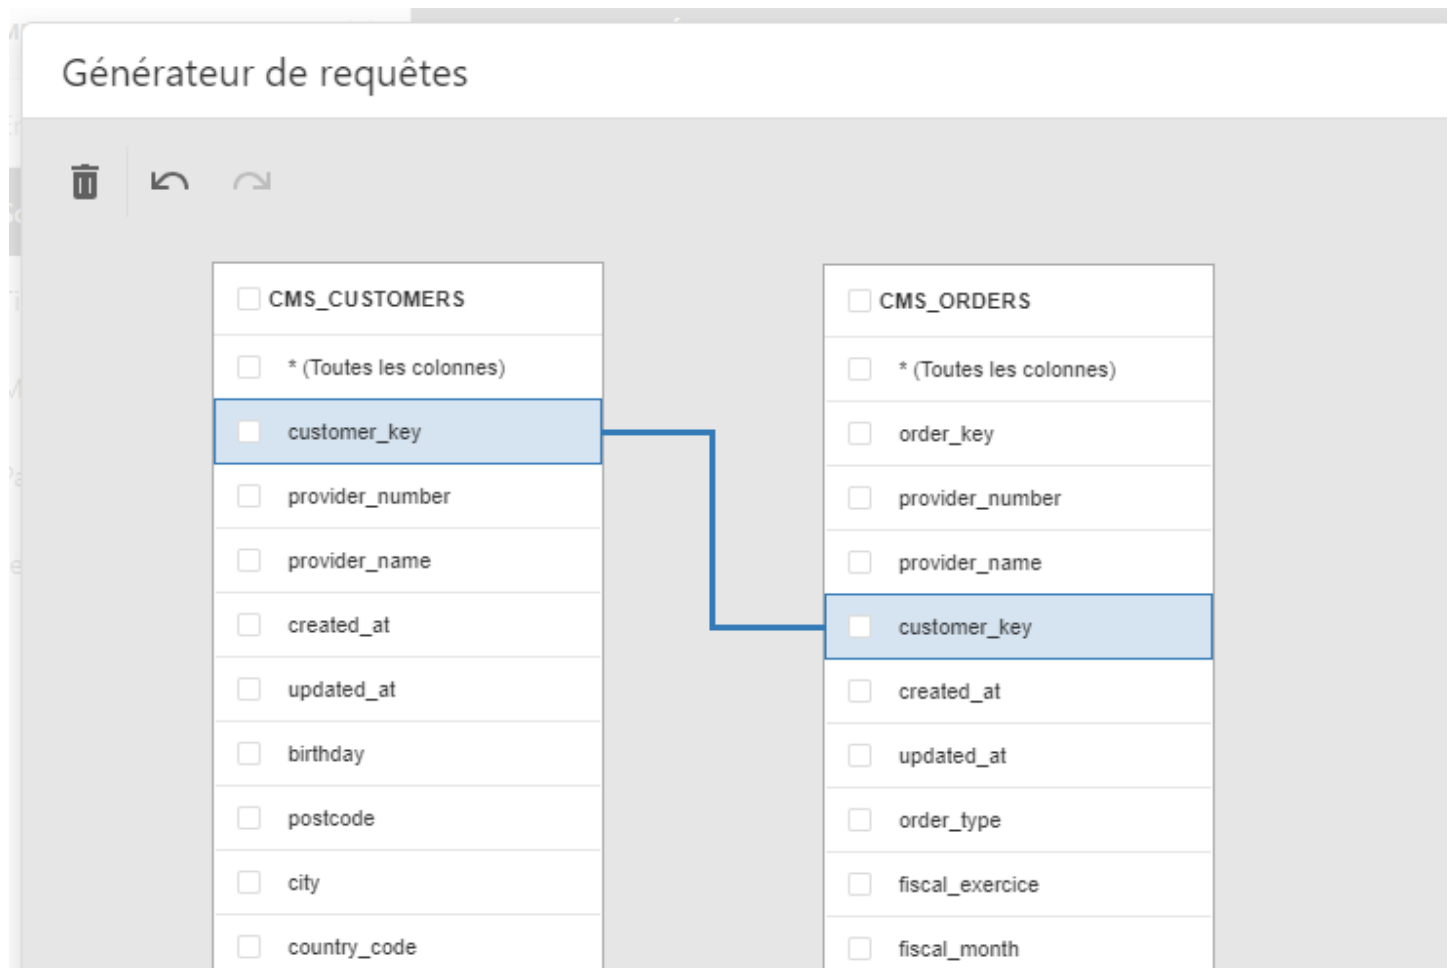 Générateur de requêtes
CMS_CUSTOMERS
* (Toutes les colonnes)
customer_key
provider_number
provider_name
created_at
updated_at
birthday
postcode
city
country_code
CMS_ORDERS
* (Toutes les colonnes)
order_key
provider_number
provider_name
customer_key
created_at
updated_at
order_type
fiscal_exercice
fiscal_month